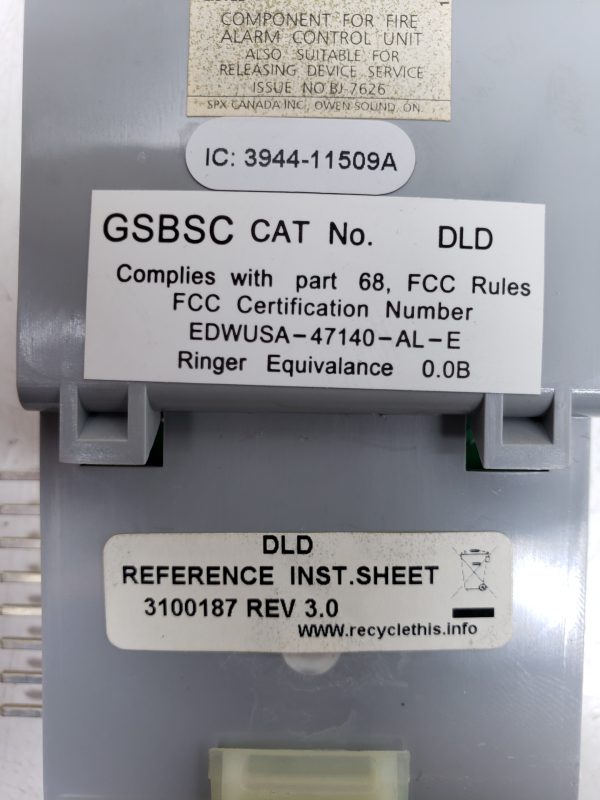 COMPONENT FOR FIRE
ALARM CONTROL UNIT
ALSO SUITABLE FOR
RELEASING DEVICE SERVICE
ISSUE NO. BJ-7626
SPX CANADA INC., OWEN SOUND, ON.
IC: 3944-11509A
GSBSC CAT No. DLD
Complies with part 68, FCC Rules
FCC Certification Number
EDWUSA-47140-AL-E
Ringer Equivalance 0.0B
DLD
REFERENCE INST.SHEET
3100187 REV 3.0
WWW.recyclethis.info